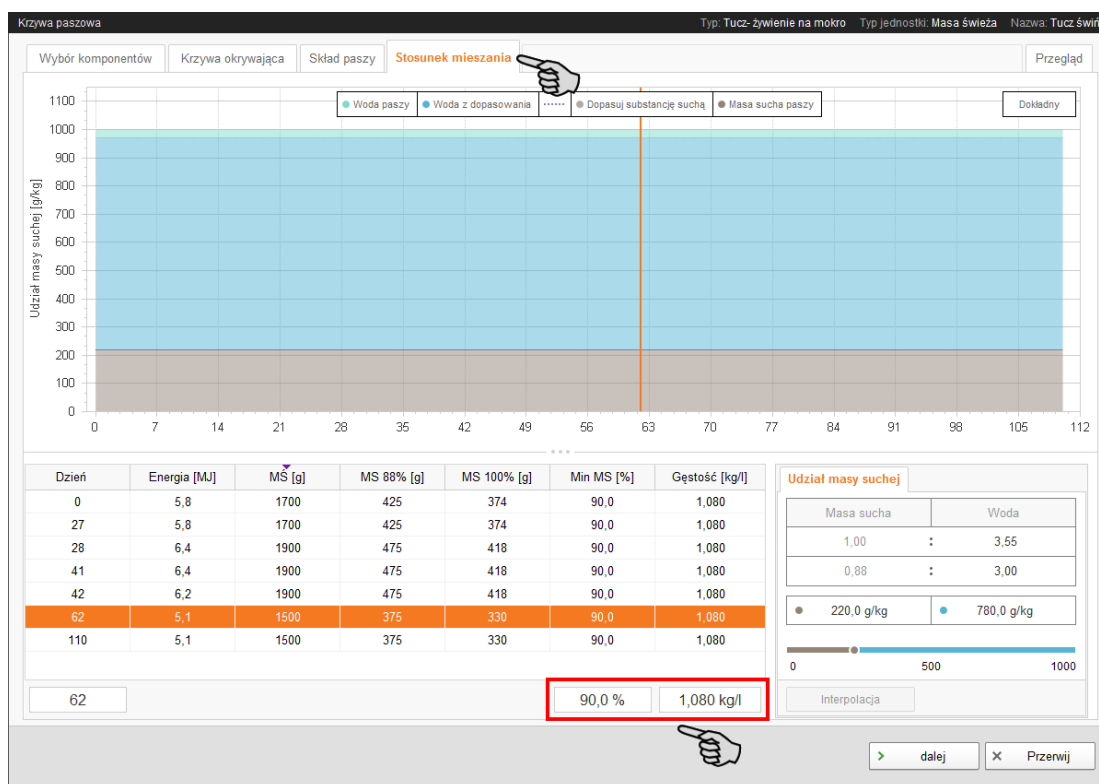 Krzywa paszowa Typ: Tucz- żywienie na mokro Typ jednostki: Masa świeża Nazwa: Tucz świń
Wybór komponentów Krzywa okrywająca Skład paszy Stosunek mieszania Przegląd
Woda paszy Woda z dopasowania Dopasuj substancję suchą Masa sucha paszy Dokładny
Udział masy suchej [g/kg]
1100
1000
900
800
700
600
500
400
300
200
100
0
0 7 14 21 28 35 42 49 56 63 70 77 84 91 98 105 112
Dzień Energia [MJ] MŚ [g] MS 88% [g] MS 100% [g] Min MS [%] Gęstość [kg/l]
0 5,8 1700 425 374 90,0 1,080
27 5,8 1700 425 374 90,0 1,080
28 6,4 1900 475 418 90,0 1,080
41 6,4 1900 475 418 90,0 1,080
42 6,2 1900 475 418 90,0 1,080
62 5,1 1500 375 330 90,0 1,080
110 5,1 1500 375 330 90,0 1,080
62 90,0 % 1,080 kg/l
Udział masy suchej
Masa sucha Woda
1,00 : 3,55
0,88 : 3,00
220,0 g/kg 780,0 g/kg
0 500 1000
Interpolacja
dalej Przerwij